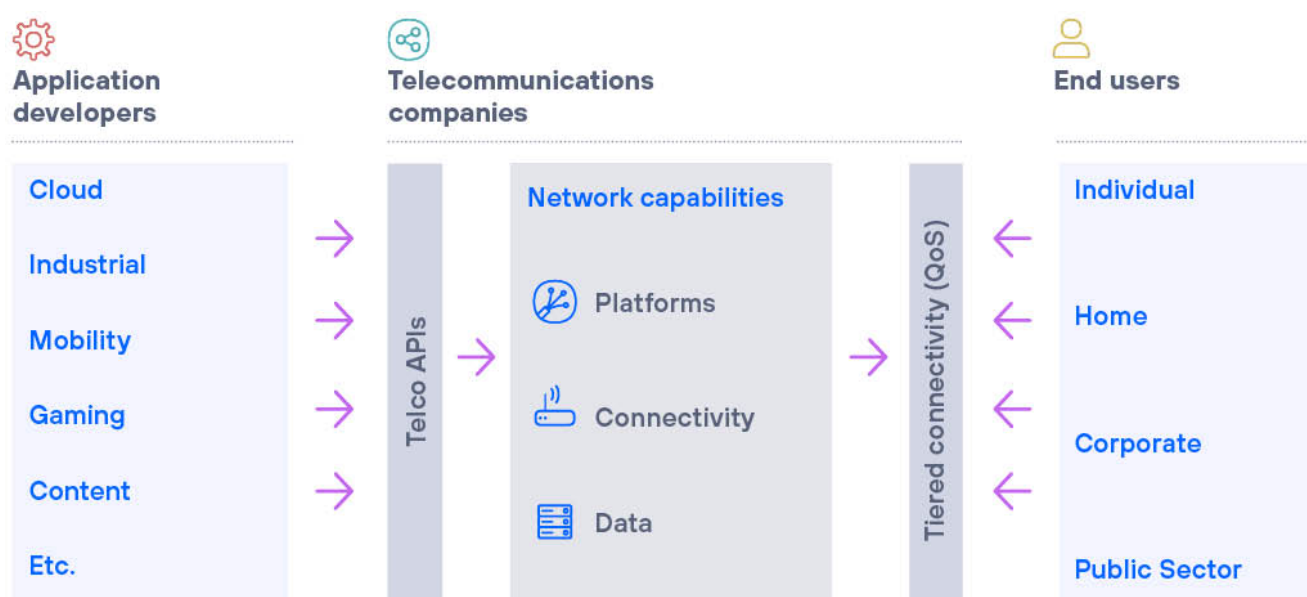 Application
developers
Telecommunications
companies
End users
Cloud
Industrial
Mobility
Gaming
Content
Etc.
Telco APIs
Network capabilities
Platforms
Connectivity
Data
Tiered connectivity (QoS)
Individual
Home
Corporate
Public Sector